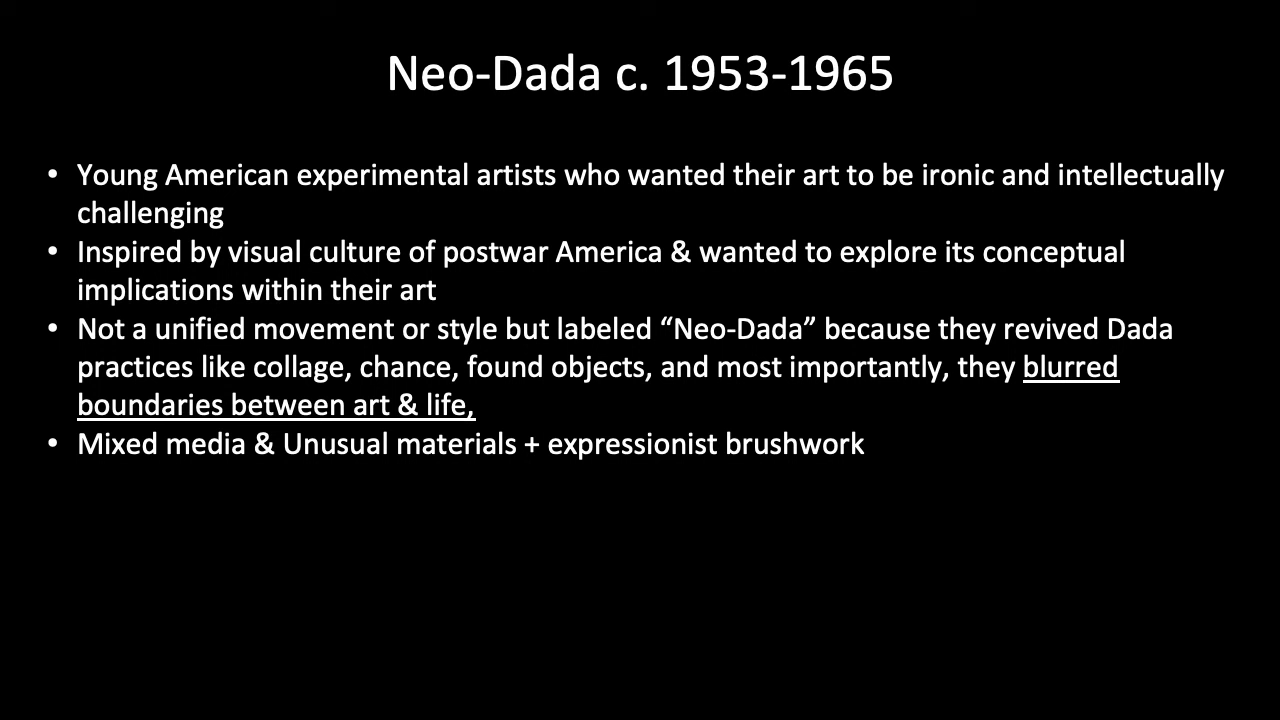 Neo-Dada c. 1953-1965
• Young American experimental artists who wanted their art to be ironic and intellectually
challenging
• Inspired by visual culture of postwar America & wanted to explore its conceptual
implications within their art
• Not a unified movement or style but labeled “Neo-Dada” because they revived Dada
practices like collage, chance, found objects, and most importantly, they blurred
boundaries between art & life,
• Mixed media & Unusual materials + expressionist brushwork